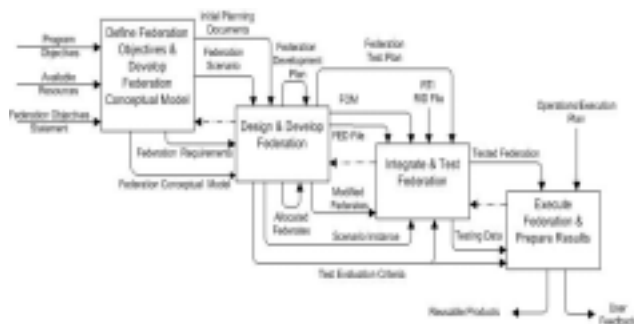 Program
Objectives
Available
Resources
Federation Objectives
Statement
Define Federation
Objectives &
Develop
Federation
Conceptual Model
Initial Planning
Documents
Federation
Scenario
Federation
Development
Plan
Federation
Test Plan
FOM
FED File
RTI
RID File
Operations/Execution
Plan
Design & Develop
Federation
Federation Requirements
Federation Conceptual Model
Allocated
Federates
Modified
Federates
Scenario Instance
Test Evaluation Criteria
Integrate & Test
Federation
Tested Federation
Testing Data
Execute
Federation &
Prepare Results
Reusable Products
User
Feedback